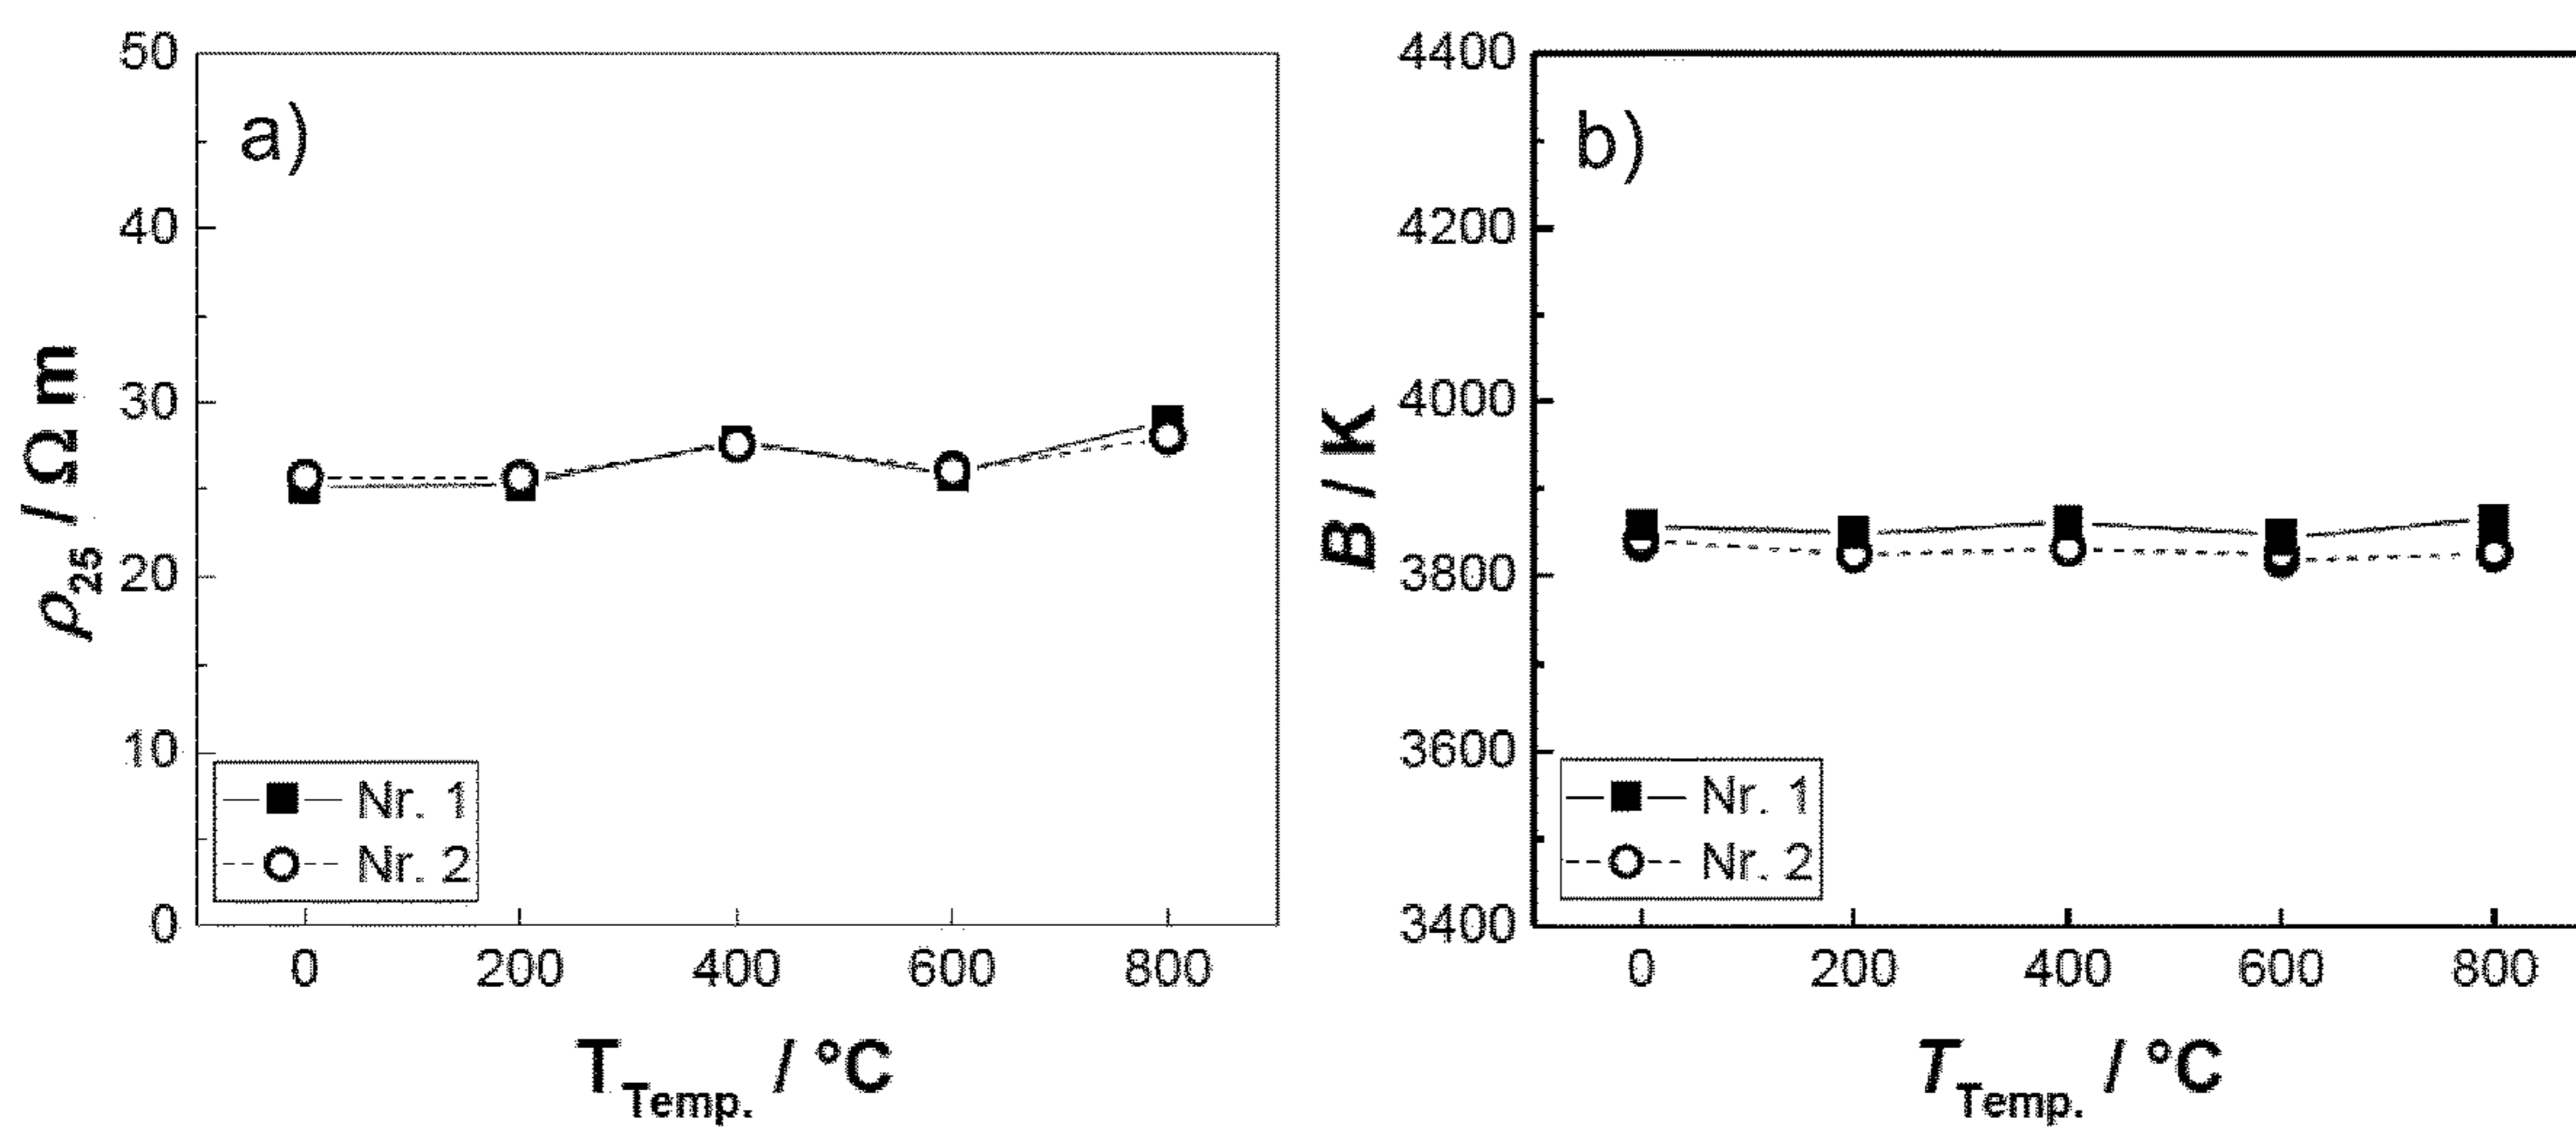 a)
50
40
30
20
10
0
ρ25 / Ω m
Nr. 1
Nr. 2
0 200 400 600 800
TTemp. / °C
b)
4400
4200
4000
3800
3600
3400
B / K
Nr. 1
Nr. 2
0 200 400 600 800
TTemp. / °C